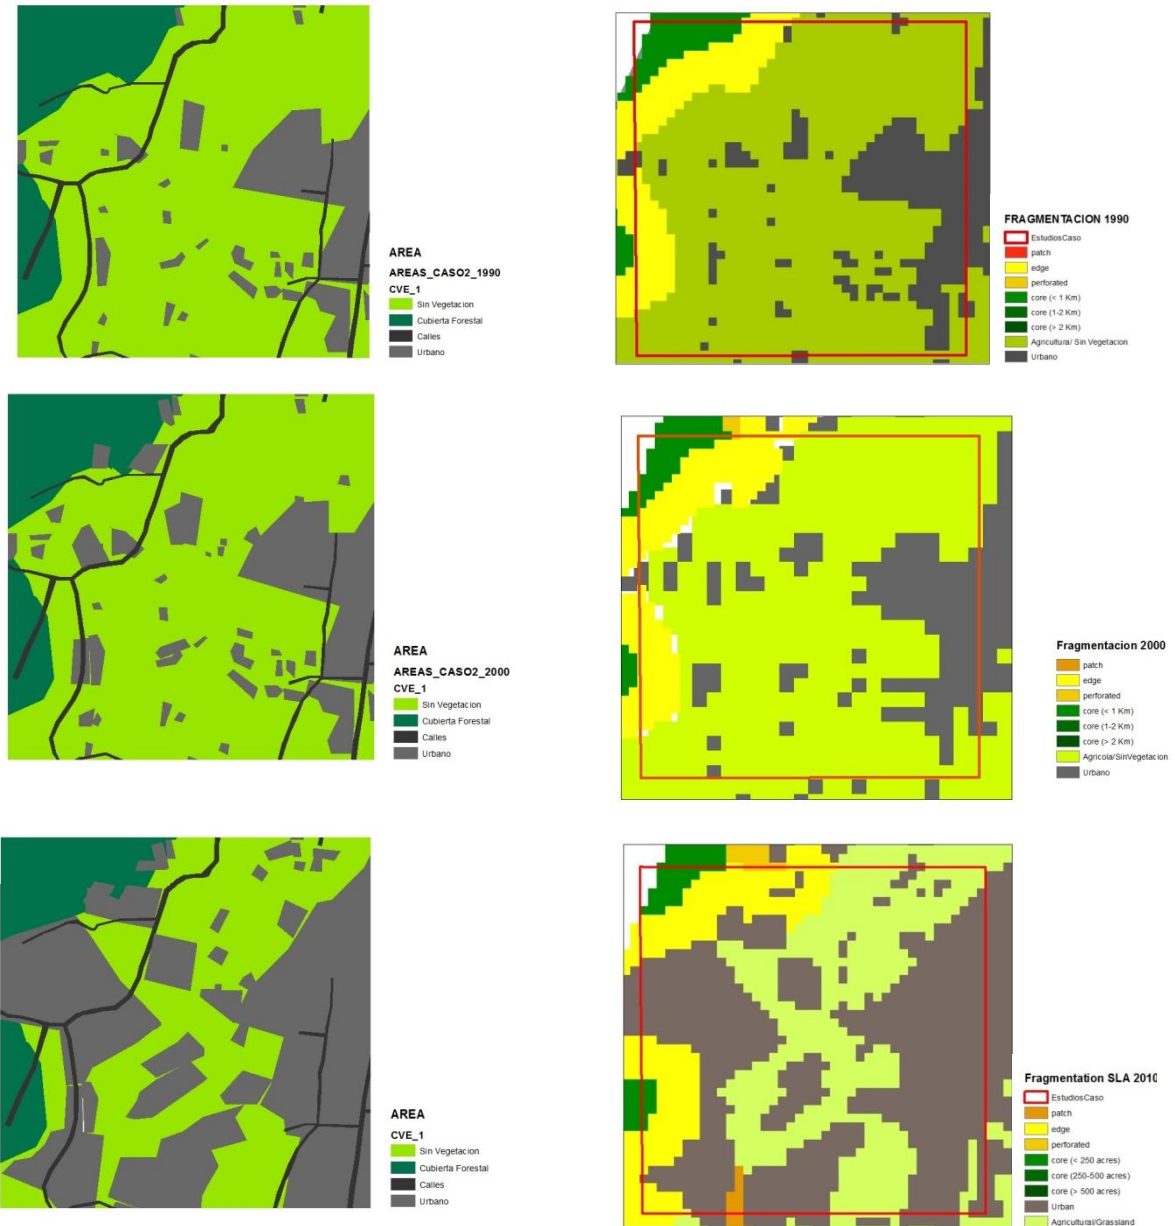 AREA
AREAS_CASO2_1990
CVE_1
Sin Vegetacion
Cubierta Forestal
Calles
Urbano
FRAGMENTACION 1990
EstudiosCaso
patch
edge
perforated
core (< 1 Km)
core (1-2 Km)
core (> 2 Km)
Agricultura/ Sin Vegetacion
Urbano
AREA
AREAS_CASO2_2000
CVE_1
Sin Vegetacion
Cubierta Forestal
Calles
Urbano
Fragmentacion 2000
patch
edge
perforated
core (< 1 Km)
core (1-2 Km)
core (> 2 Km)
Agricola/SinVegetacion
Urbano
AREA
CVE_1
Sin Vegetacion
Cubierta Forestal
Calles
Urbano
Fragmentation SLA 2010
EstudiosCaso
patch
edge
perforated
core (< 250 acres)
core (250-500 acres)
core (> 500 acres)
Urban
Agricultural/Grassland